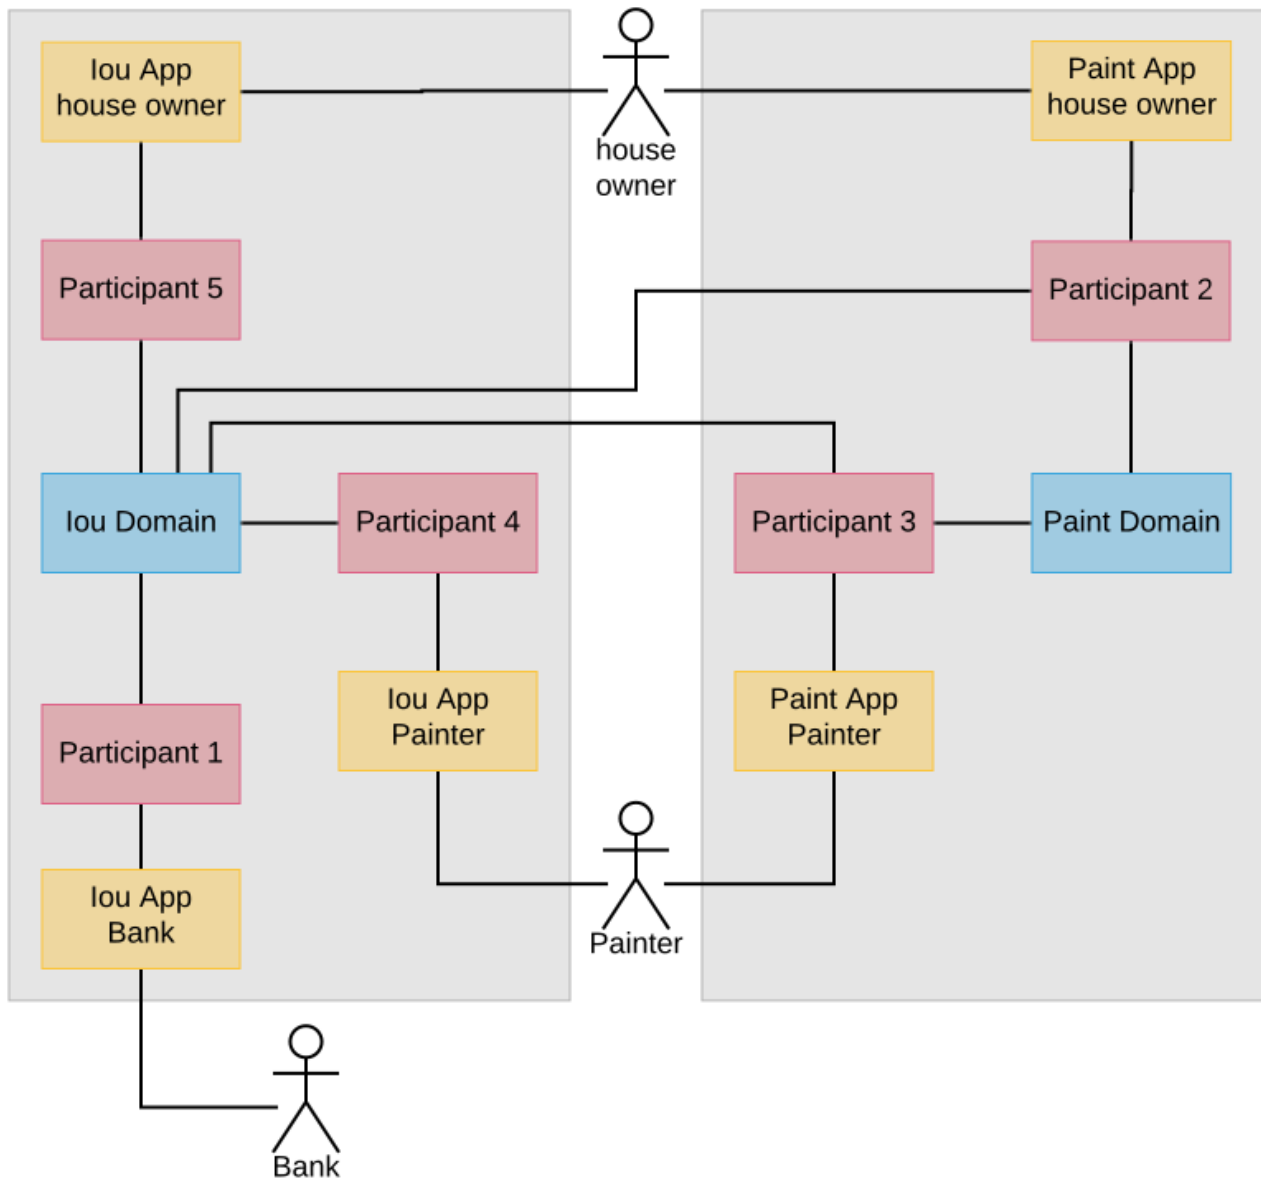 Iou App
house owner
house
owner
Paint App
house owner
Participant 5
Participant 2
Iou Domain
Participant 4
Participant 3
Paint Domain
Iou App
Painter
Paint App
Painter
Participant 1
Iou App
Bank
Painter
Bank